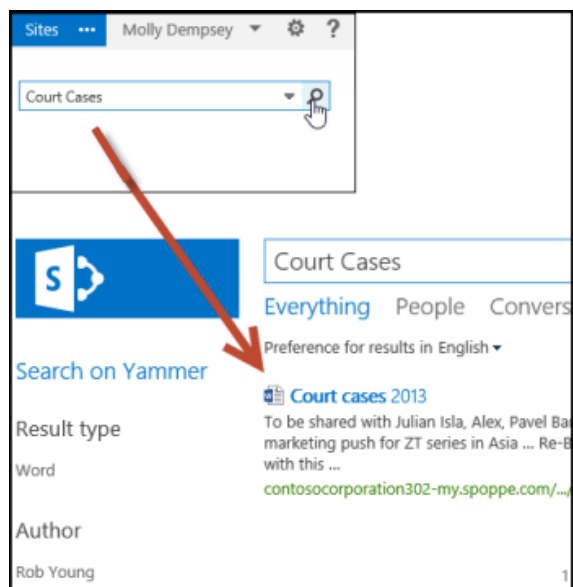 Sites ••• Molly Dempsey ?
Court Cases
S
Court Cases
Everything People Convers
Preference for results in English
Search on Yammer
Court cases 2013
To be shared with Julian Isla, Alex, Pavel Ba
marketing push for ZT series in Asia ... Re-B
with this ...
contosocorporation302-my.spoppe.com/.../
Result type
Word
Author
Rob Young 1